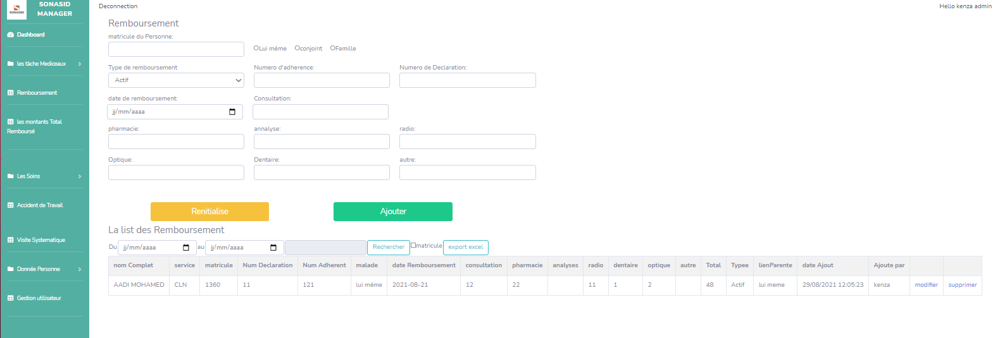 SONASID
SONASID
MANAGER
Dashboard
les tàche Mediceaux
Remboursement
les montants Total
Remboursé
Les Soins
Accident de Travail
Visite Systematique
Donnée Personne
Gestion utilisateur
Deconnection
Hello kenza admin
Remboursement
matricule du Personne:
Lui méme conjoint Famille
Type de remboursement Numero d'adherence: Numero de Declaration:
Actif
date de remboursement: Consultation:
jj/mm/aaaa
pharmacie: annalyse: radio:
Optique: Dentaire: autre:
Renitialise Ajouter
La list des Remboursement
Du jj/mm/aaaa au jj/mm/aaaa Rechercher matricule export excel
nom Complet service matricule Num Declaration Num Adherent malade date Remboursement consultation pharmacie analyses radio dentaire optique autre Total Typee lienParente date Ajout Ajoute par
AADI MOHAMED CLN 1360 11 121 lui méme 2021-08-21 12 22 11 1 2 48 Actif lui meme 29/08/2021 12:05:23 kenza modifier supprimer